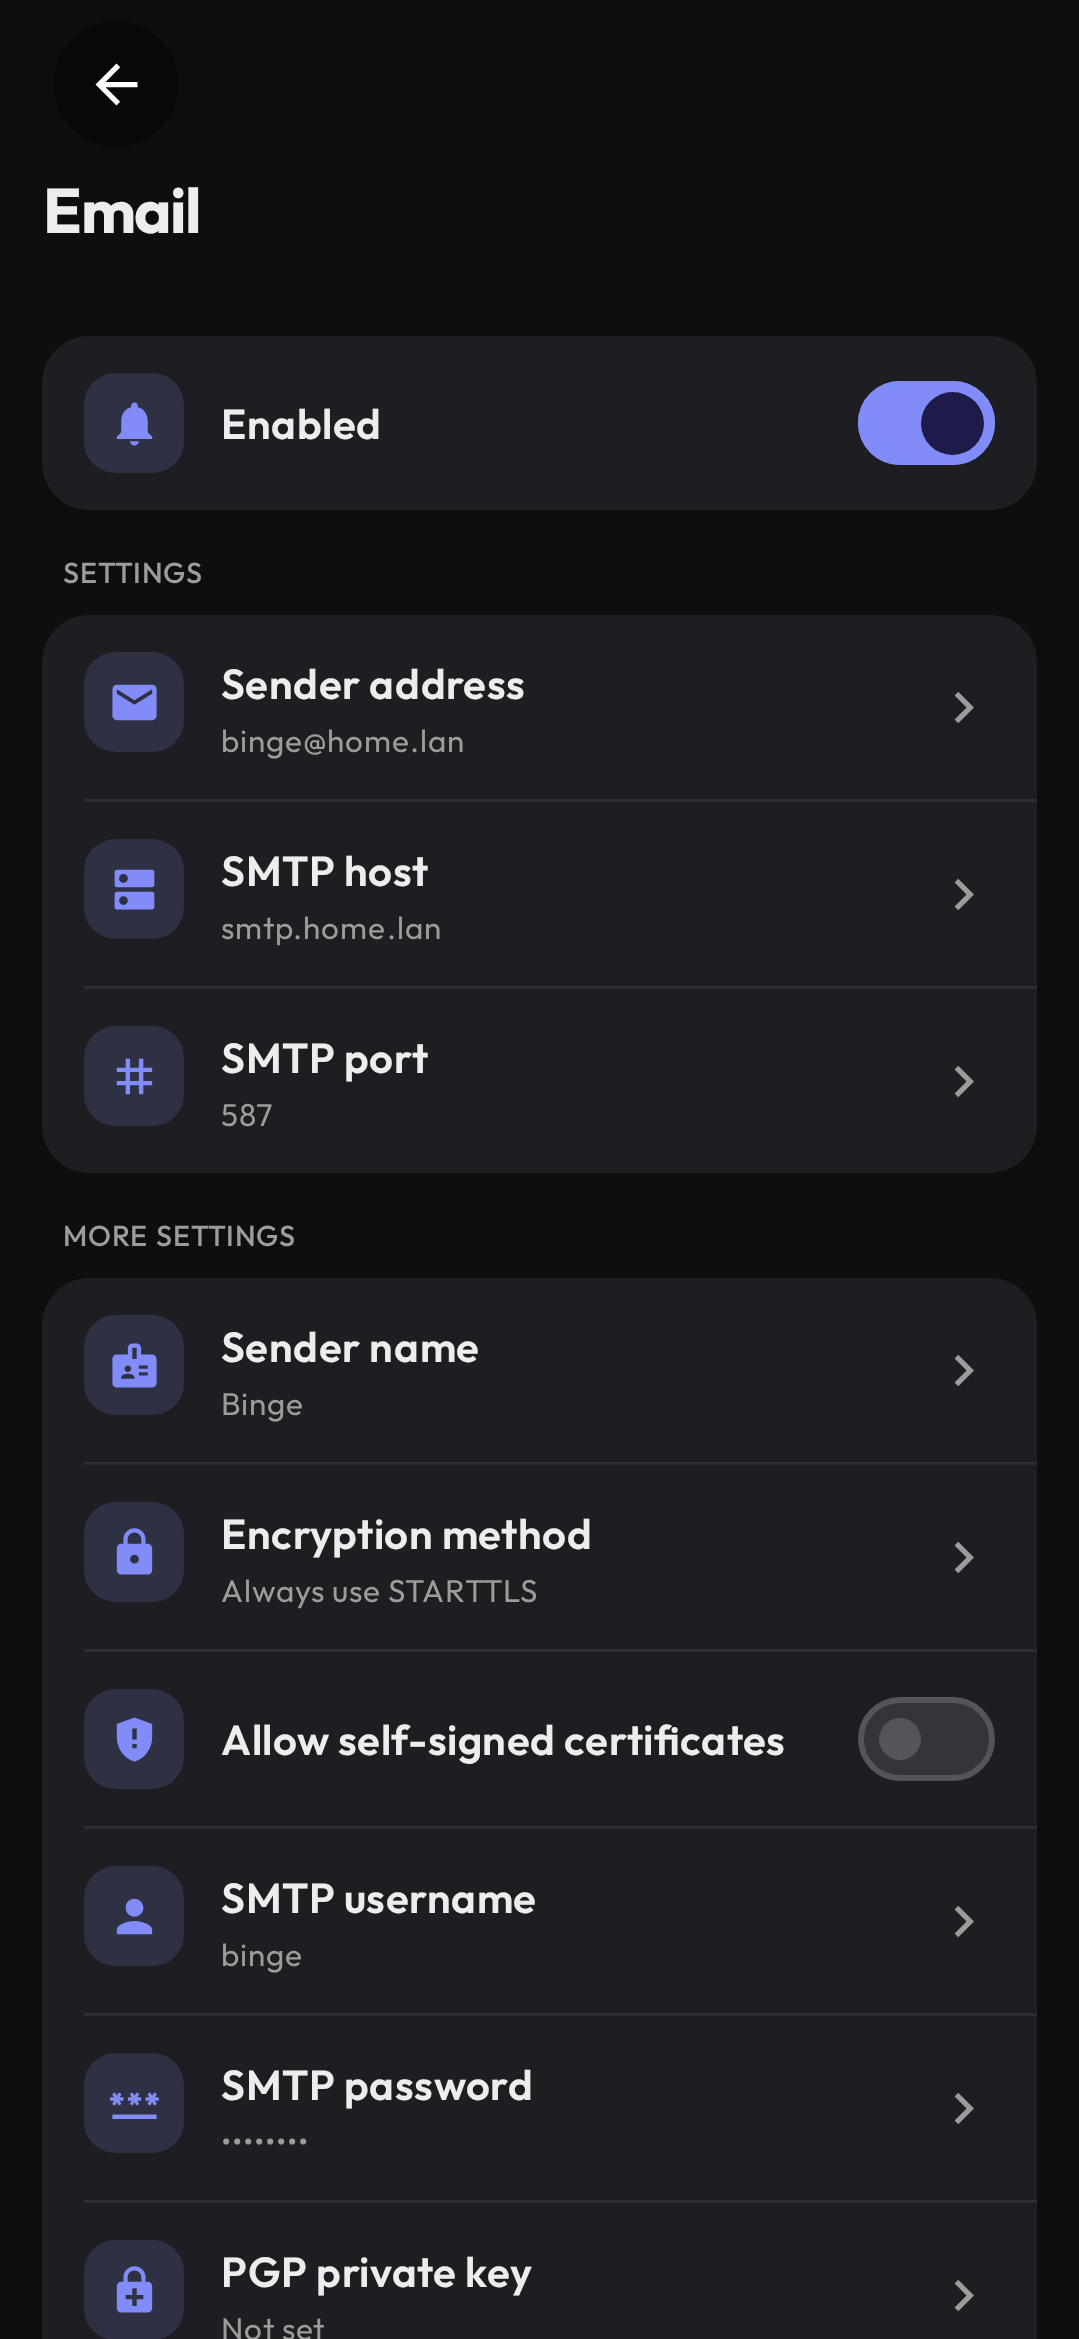 Email
Enabled
SETTINGS
Sender address
binge@home.lan
SMTP host
smtp.home.lan
SMTP port
587
MORE SETTINGS
Sender name
Binge
Encryption method
Always use STARTTLS
Allow self-signed certificates
SMTP username
binge
SMTP password
••••••••
PGP private key
Not set